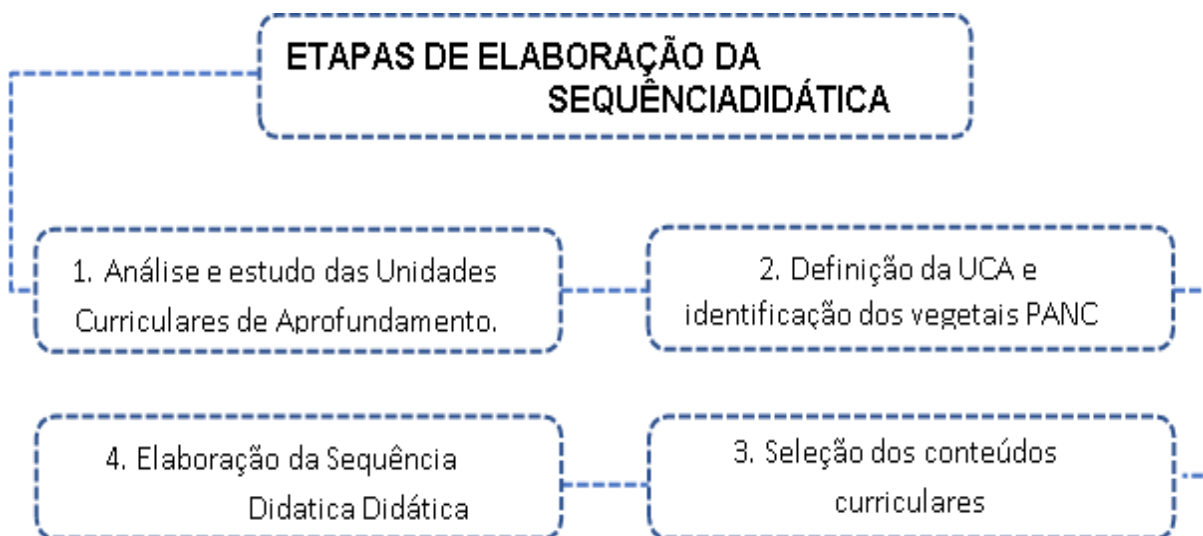 ETAPAS DE ELABORAÇÃO DA
SEQUÊNCIADIDÁTICA
1. Análise e estudo das Unidades
Curriculares de Aprofundamento.
2. Definição da UCA e
identificação dos vegetais PANC
3. Seleção dos conteúdos
curriculares
4. Elaboração da Sequência
Didatica Didática